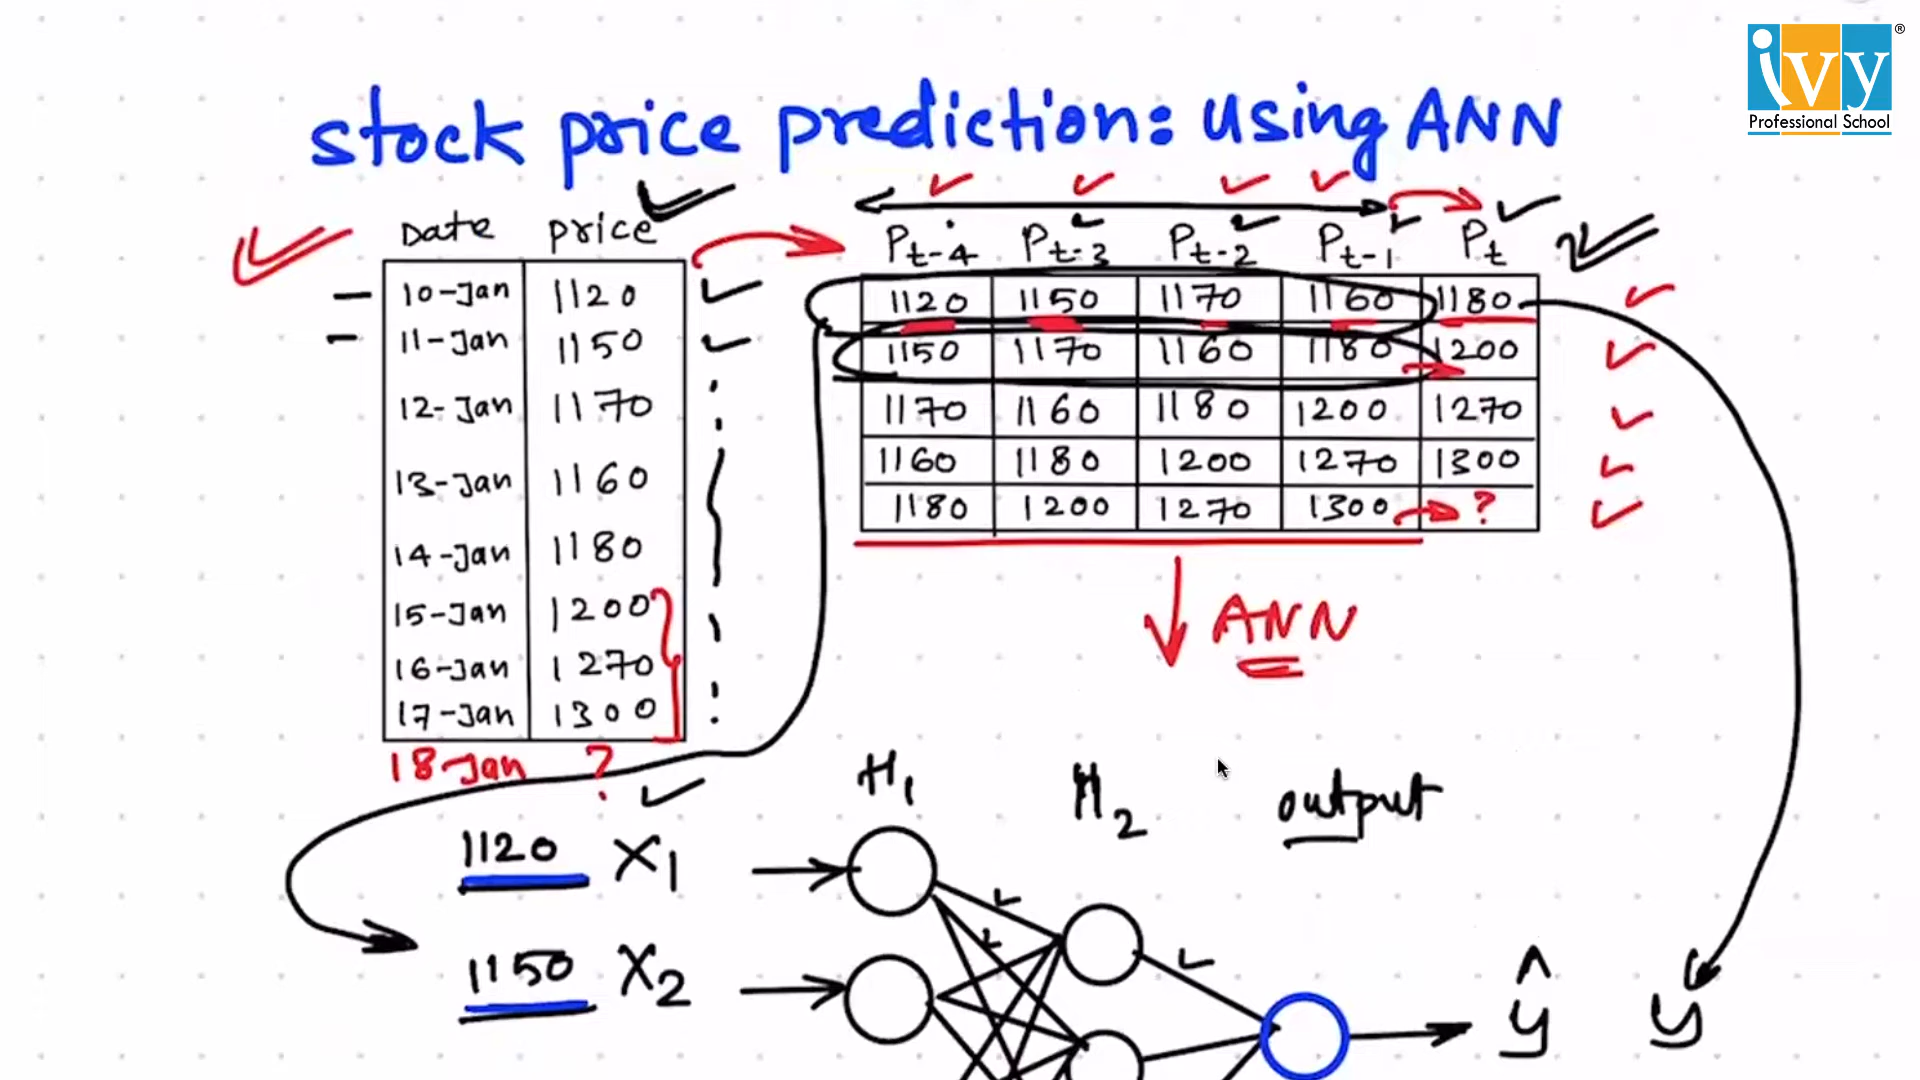 ivy®
Professional School
stock price prediction: using ANN
Date price
10-Jan 1120
11-Jan 1150
12-Jan 1170
13-Jan 1160
14-Jan 1180
15-Jan 1200
16-Jan 1270
17-Jan 1300
18-Jan ?
Pt-4 Pt-3 Pt-2 Pt-1 Pt
1120 1150 1170 1160 1180
1150 1170 1160 1180 1200
1170 1160 1180 1200 1270
1160 1180 1200 1270 1300
1180 1200 1270 1300 ?
ANN
H1 H2 output
1120 X1
1150 X2
ŷ y